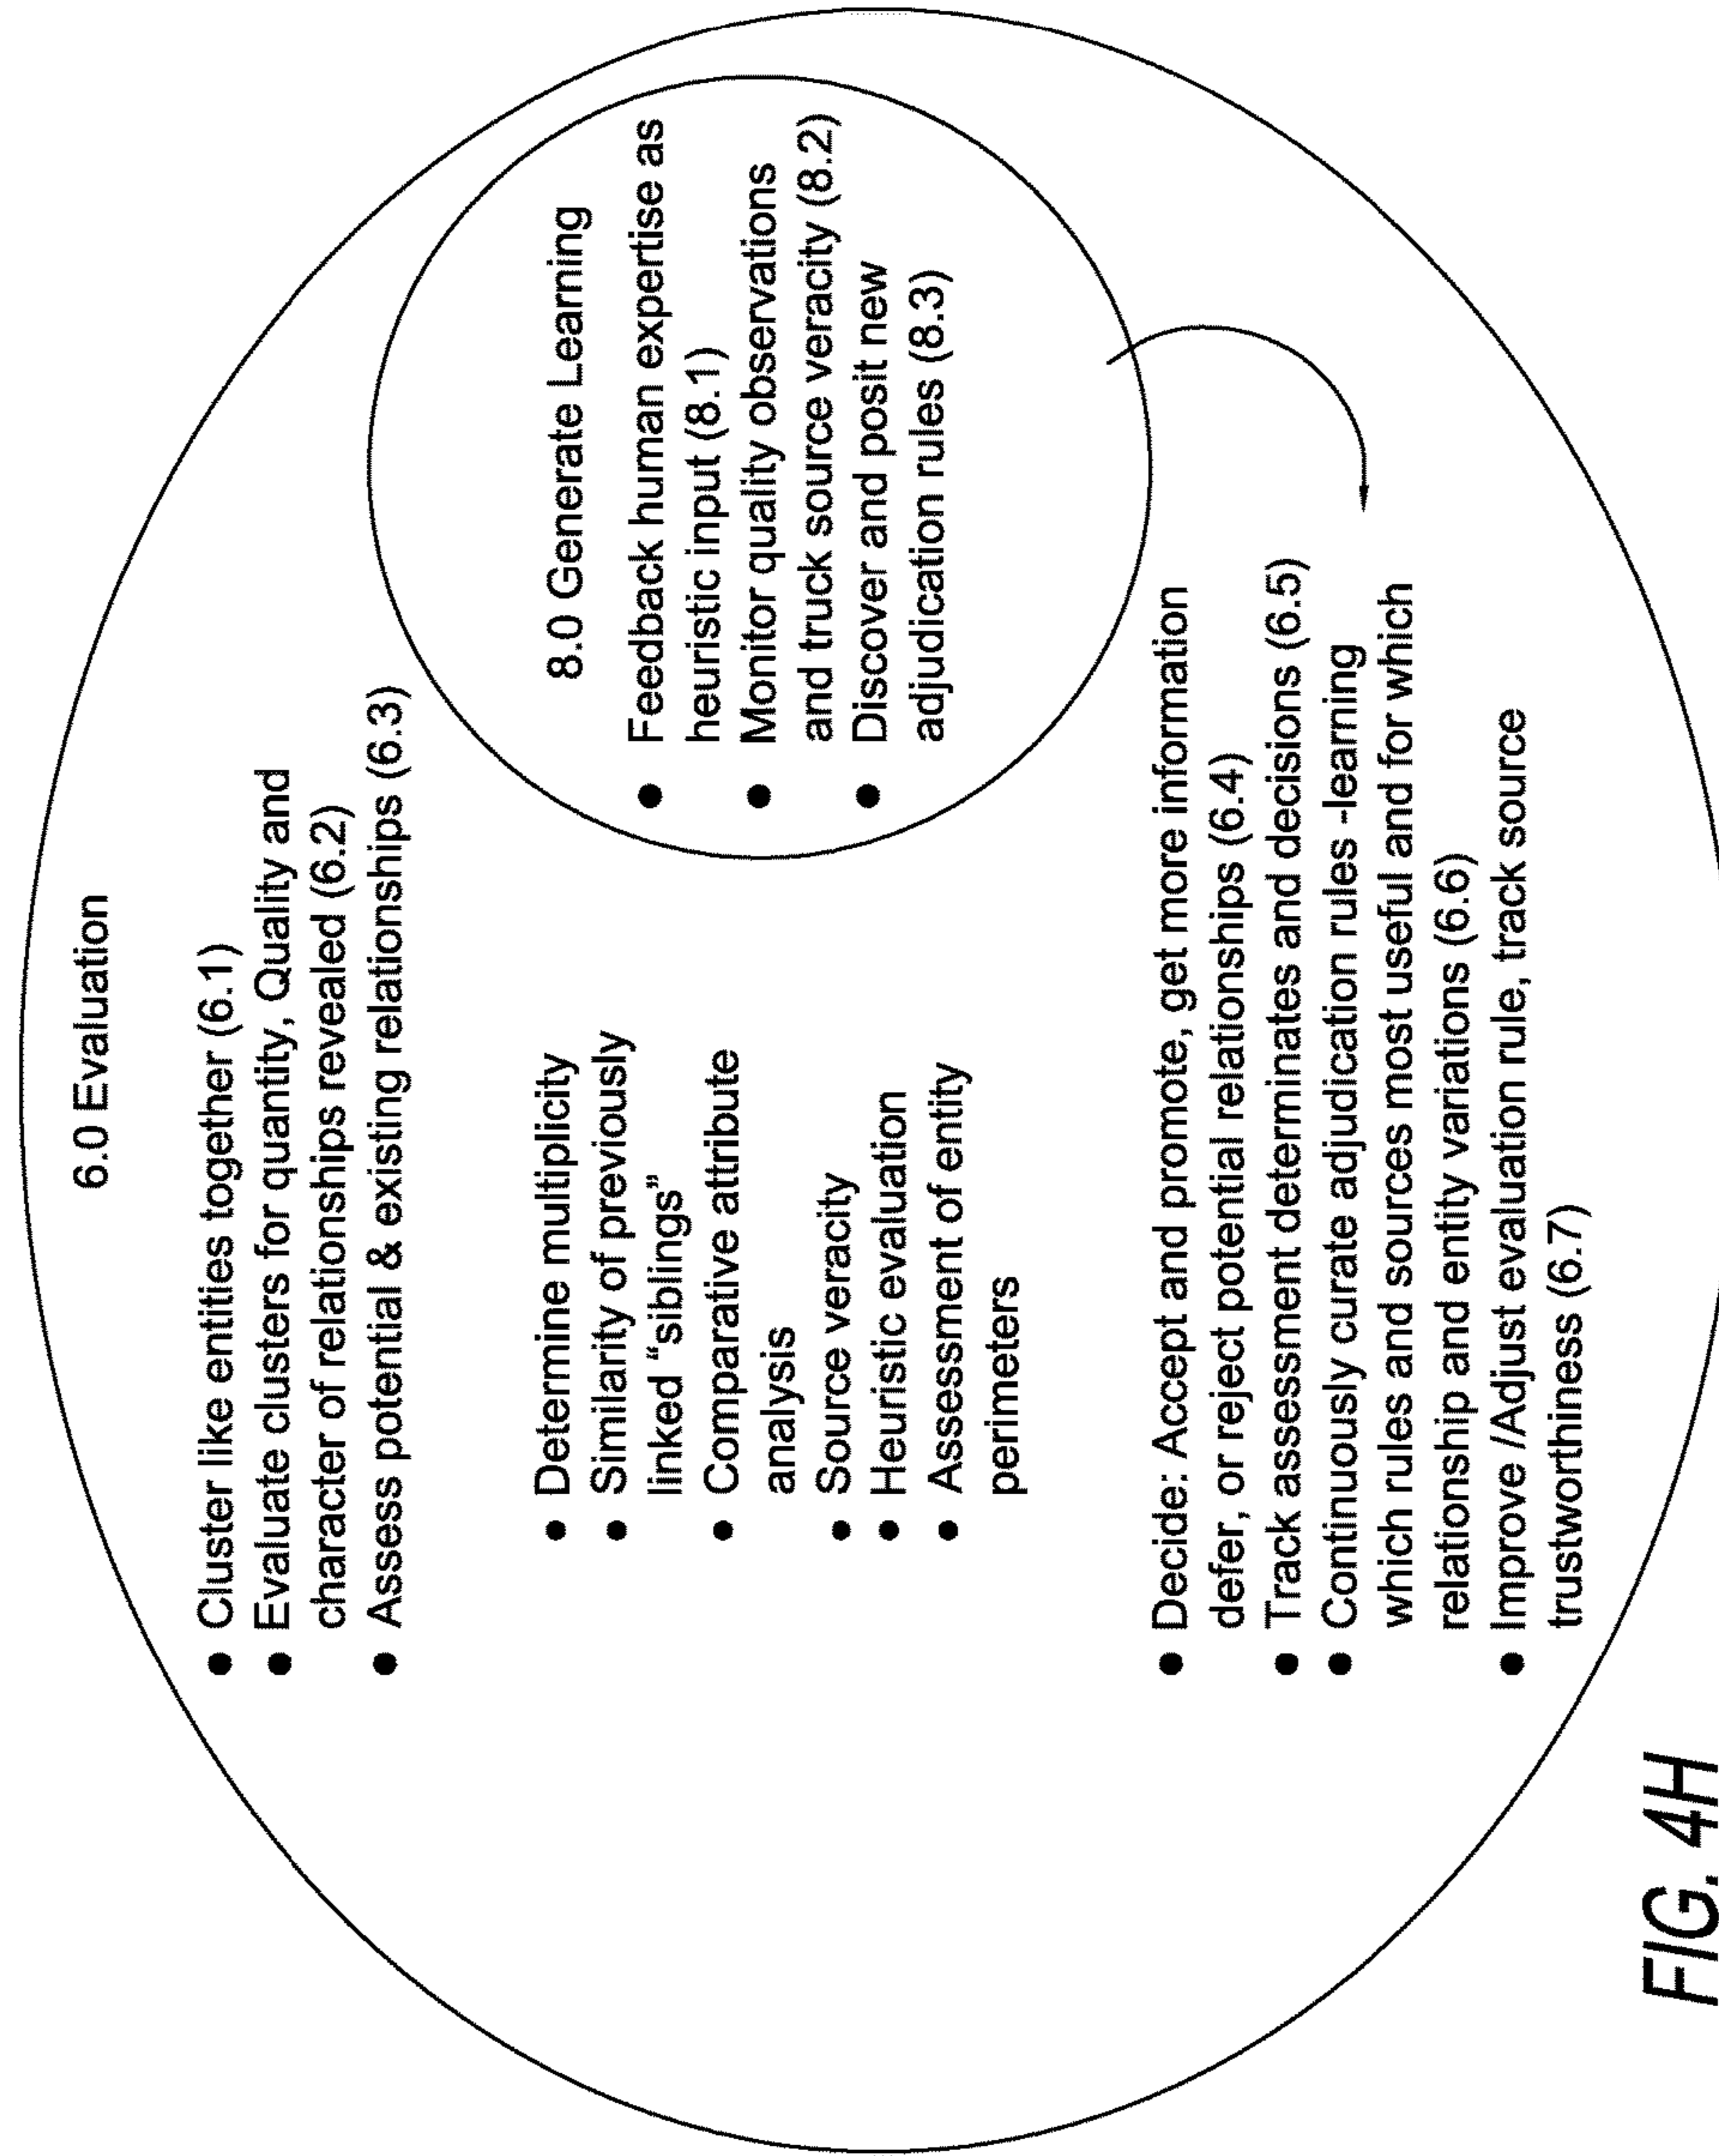 6.0 Evaluation
● Cluster like entities together (6.1)
● Evaluate clusters for quantity, Quality and
character of relationships revealed (6.2)
● Assess potential & existing relationships (6.3)
● Determine multiplicity
● Similarity of previously
linked “siblings”
● Comparative attribute
analysis
● Source veracity
● Heuristic evaluation
● Assessment of entity
perimeters
8.0 Generate Learning
● Feedback human expertise as
heuristic input (8.1)
● Monitor quality observations
and truck source veracity (8.2)
● Discover and posit new
adjudication rules (8.3)
● Decide: Accept and promote, get more information
defer, or reject potential relationships (6.4)
● Track assessment determinates and decisions (6.5)
● Continuously curate adjudication rules -learning
which rules and sources most useful and for which
relationship and entity variations (6.6)
● Improve /Adjust evaluation rule, track source
trustworthiness (6.7)
FIG. 4H